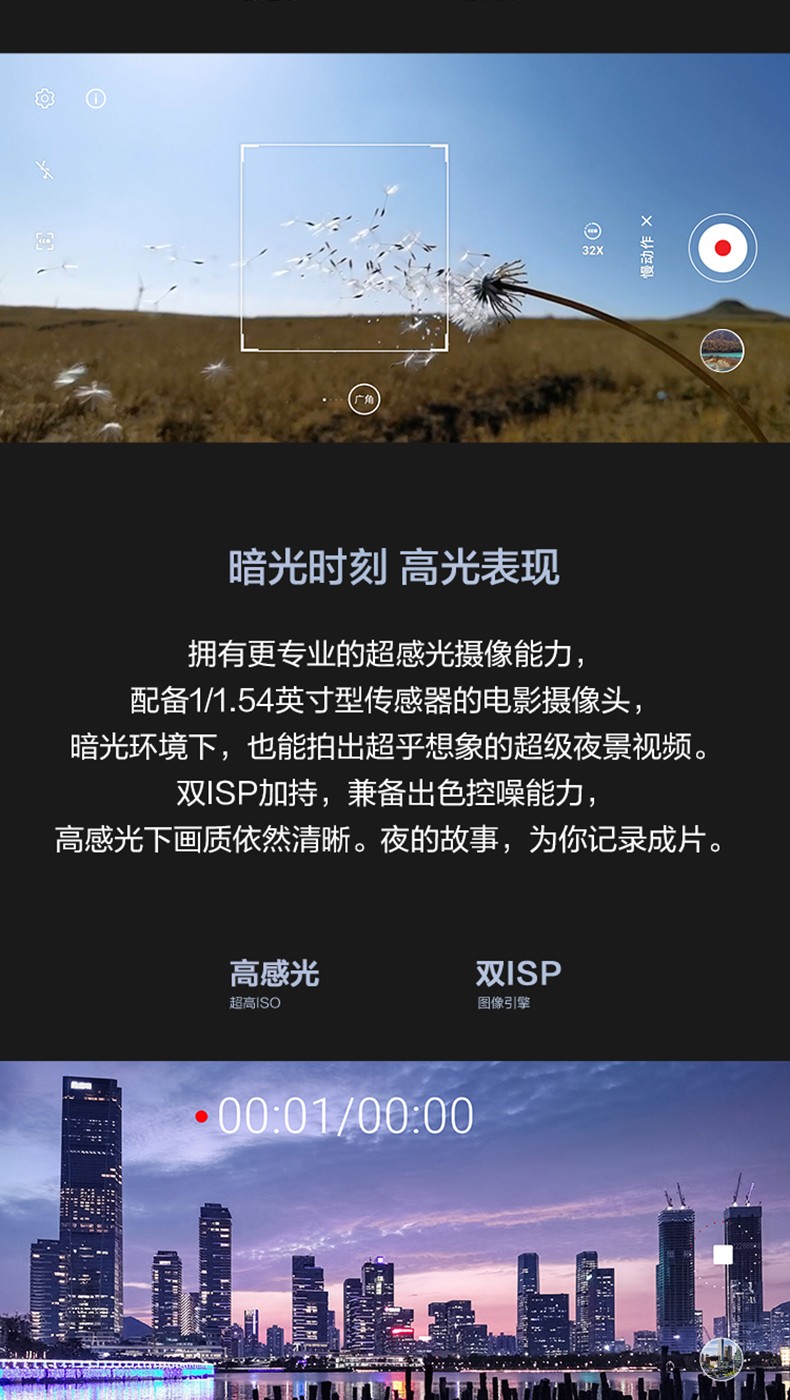 32X
慢动作
广角
暗光时刻 高光表现
拥有更专业的超感光摄像能力，
配备1/1.54英寸型传感器的电影摄像头，
暗光环境下，也能拍出超乎想象的超级夜景视频。
双ISP加持，兼备出色控噪能力，
高感光下画质依然清晰。夜的故事，为你记录成片。
高感光
超高ISO
双ISP
图像引擎
00:01/00:00